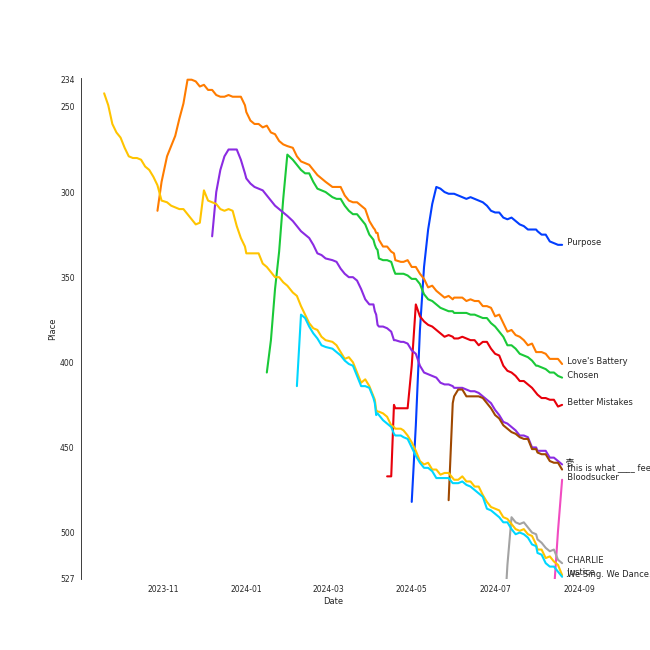 234
250
300
350
400
450
500
527
Place
2023-11
2024-01
2024-03
2024-05
2024-07
2024-09
Date
Purpose
Love's Battery
Chosen
Better Mistakes
壱
this is what ____ fee
Bloodsucker
CHARLIE
Justice
We Sing. We Dance.